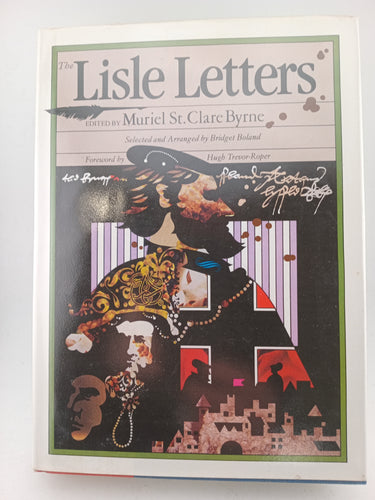 The
Lisle Letters
EDITED BY Muriel St. Clare Byrne
Selected and Arranged by Bridget Boland
Foreword by Hugh Trevor-Roper